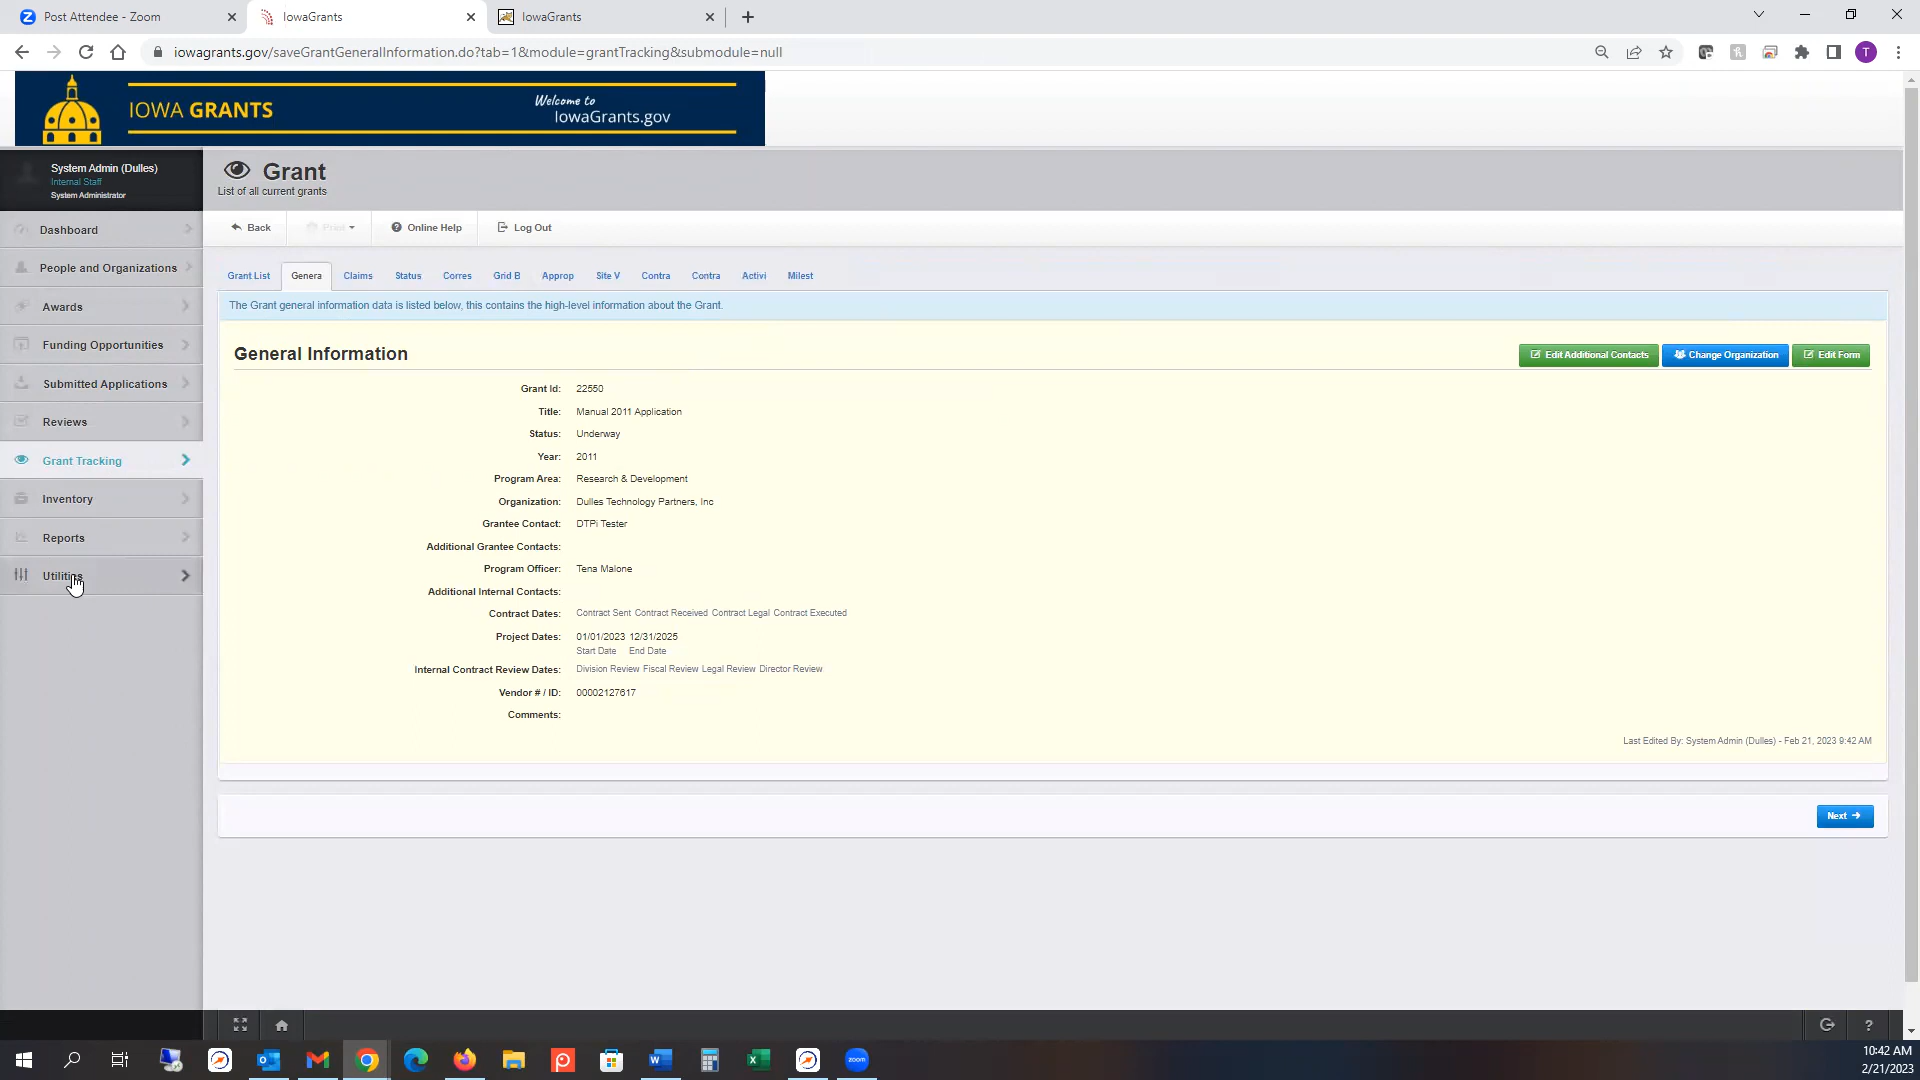 Post Attendee - Zoom
IowaGrants
IowaGrants
iowagrants.gov/saveGrantGeneralInformation.do?tab=1&module=grantTracking&submodule=null
T
IOWA GRANTS
Welcome to
IowaGrants.gov
System Admin (Dulles)
Internal Staff
System Administrator
Grant
List of all current grants
Back
Print
Online Help
Log Out
Dashboard
People and Organizations
Awards
Funding Opportunities
Submitted Applications
Reviews
Grant Tracking
Inventory
Reports
Utilities
Grant List
Genera
Claims
Status
Corres
Grid B
Approp
Site V
Contra
Contra
Activi
Milest
The Grant general information data is listed below, this contains the high-level information about the Grant.
General Information
Edit Additional Contacts
Change Organization
Edit Form
Grant Id: 22550
Title: Manual 2011 Application
Status: Underway
Year: 2011
Program Area: Research & Development
Organization: Dulles Technology Partners, Inc
Grantee Contact: DTPi Tester
Additional Grantee Contacts:
Program Officer: Tena Malone
Additional Internal Contacts:
Contract Dates: Contract Sent Contract Received Contract Legal Contract Executed
Project Dates: 01/01/2023 12/31/2025
Start Date End Date
Internal Contract Review Dates: Division Review Fiscal Review Legal Review Director Review
Vendor # / ID: 00002127617
Comments:
Last Edited By: System Admin (Dulles) - Feb 21, 2023 9:42 AM
Next
zoom
10:42 AM
2/21/2023